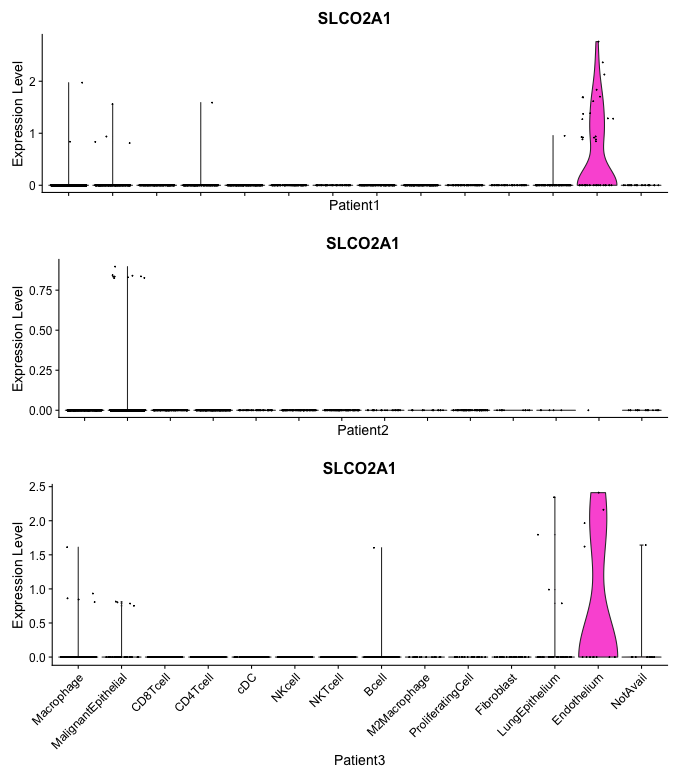 SLCO2A1
Expression Level
2
1
0
Patient1
SLCO2A1
Expression Level
0.75
0.50
0.25
0.00
Patient2
SLCO2A1
Expression Level
2.5
2.0
1.5
1.0
0.5
0.0
Macrophage
MalignantEpithelial
CD8Tcell
CD4Tcell
cDC
NKcell
NKTcell
Bcell
M2Macrophage
ProliferatingCell
Fibroblast
LungEpithelium
Endothelium
NotAvail
Patient3